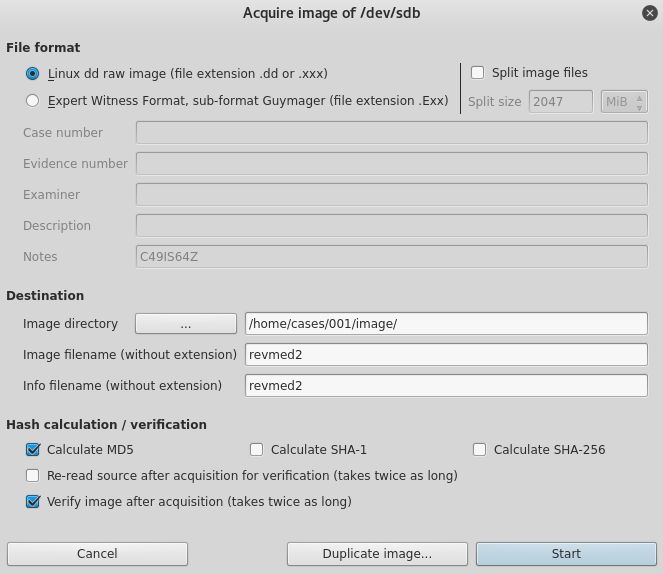 Acquire image of /dev/sdb
File format
Linux dd raw image (file extension .dd or .xxx)
Split image files
Expert Witness Format, sub-format Guymager (file extension .Exx)
Split size 2047 MiB
Case number
Evidence number
Examiner
Description
Notes C49IS64Z
Destination
Image directory ... /home/cases/001/image/
Image filename (without extension) revmed2
Info filename (without extension) revmed2
Hash calculation / verification
Calculate MD5 Calculate SHA-1 Calculate SHA-256
Re-read source after acquisition for verification (takes twice as long)
Verify image after acquisition (takes twice as long)
Cancel Duplicate image... Start